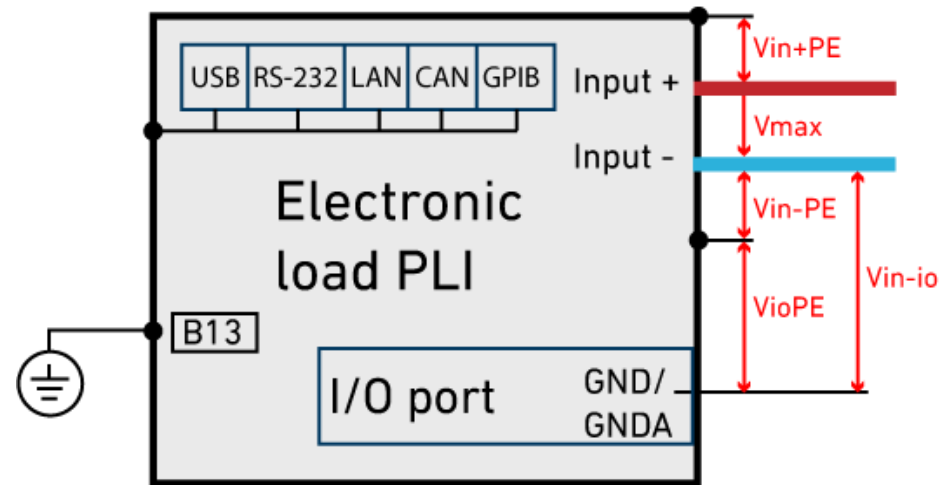 USB RS-232 LAN CAN GPIB
Input +
Vin+PE
Vmax
Input -
Electronic
load PLI
Vin-PE
Vin-io
VioPE
B13
I/O port
GND/
GNDA